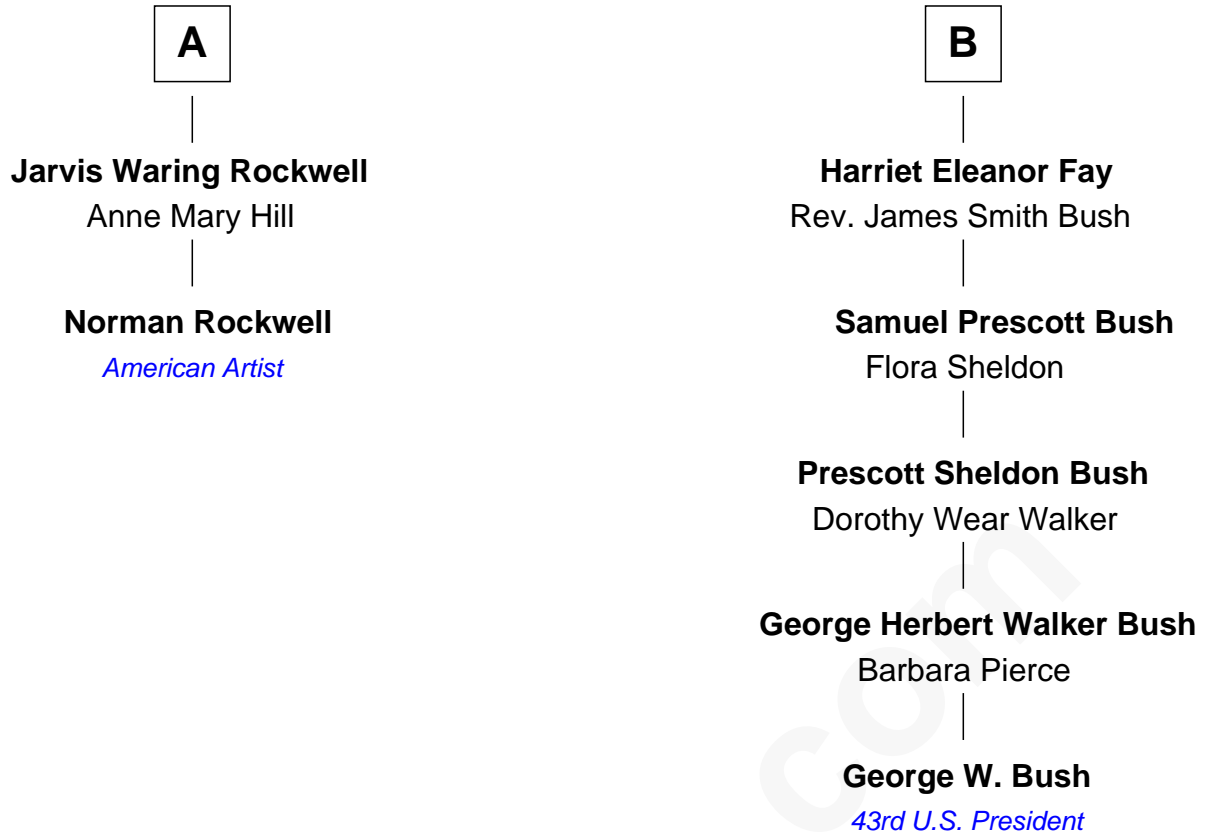 A
Jarvis Waring Rockwell
Anne Mary Hill
Norman Rockwell
American Artist
B
Harriet Eleanor Fay
Rev. James Smith Bush
Samuel Prescott Bush
Flora Sheldon
Prescott Sheldon Bush
Dorothy Wear Walker
George Herbert Walker Bush
Barbara Pierce
George W. Bush
43rd U.S. President
com